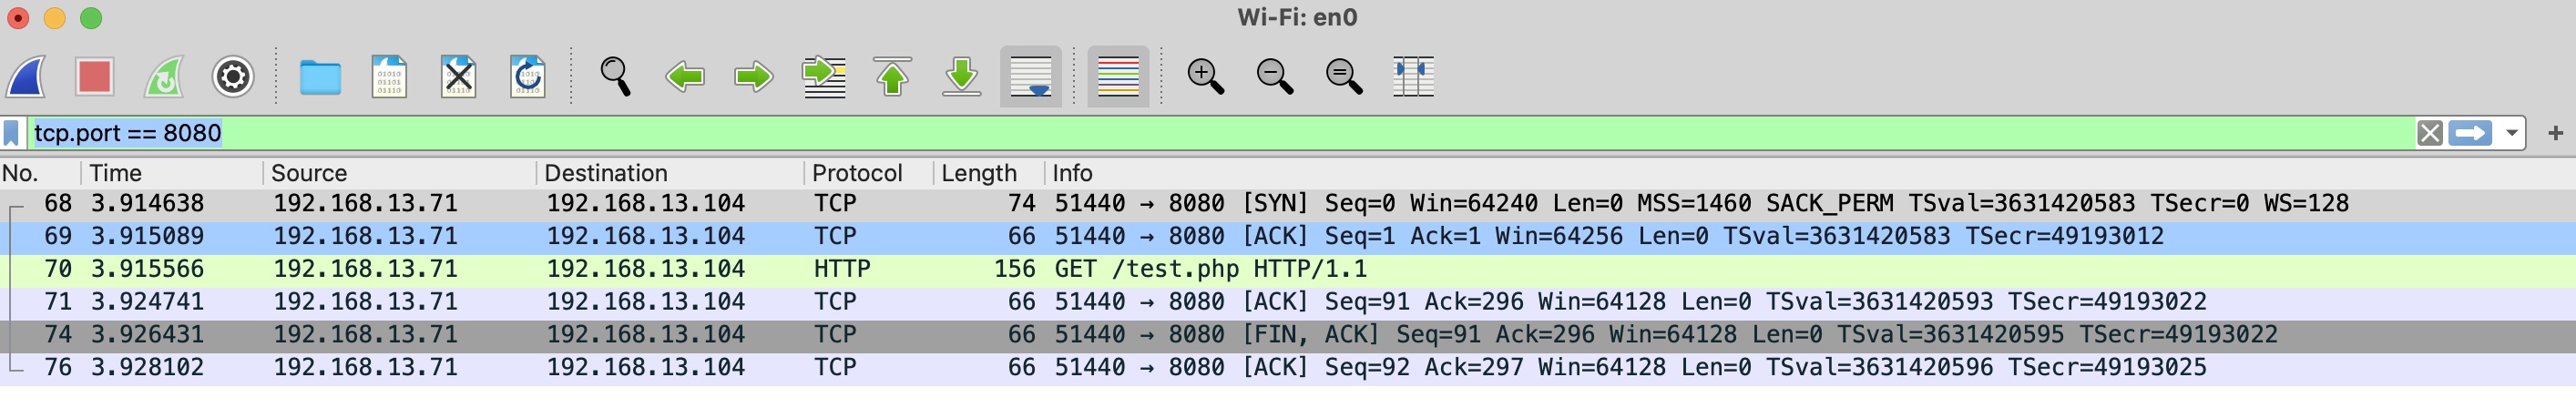 Wi-Fi: en0
tcp.port == 8080
No. Time Source Destination Protocol Length Info
68 3.914638 192.168.13.71 192.168.13.104 TCP 74 51440 → 8080 [SYN] Seq=0 Win=64240 Len=0 MSS=1460 SACK_PERM TSval=3631420583 TSecr=0 WS=128
69 3.915089 192.168.13.71 192.168.13.104 TCP 66 51440 → 8080 [ACK] Seq=1 Ack=1 Win=64256 Len=0 TSval=3631420583 TSecr=49193012
70 3.915566 192.168.13.71 192.168.13.104 HTTP 156 GET /test.php HTTP/1.1
71 3.924741 192.168.13.71 192.168.13.104 TCP 66 51440 → 8080 [ACK] Seq=91 Ack=296 Win=64128 Len=0 TSval=3631420593 TSecr=49193022
74 3.926431 192.168.13.71 192.168.13.104 TCP 66 51440 → 8080 [FIN, ACK] Seq=91 Ack=296 Win=64128 Len=0 TSval=3631420595 TSecr=49193022
76 3.928102 192.168.13.71 192.168.13.104 TCP 66 51440 → 8080 [ACK] Seq=92 Ack=297 Win=64128 Len=0 TSval=3631420596 TSecr=49193025